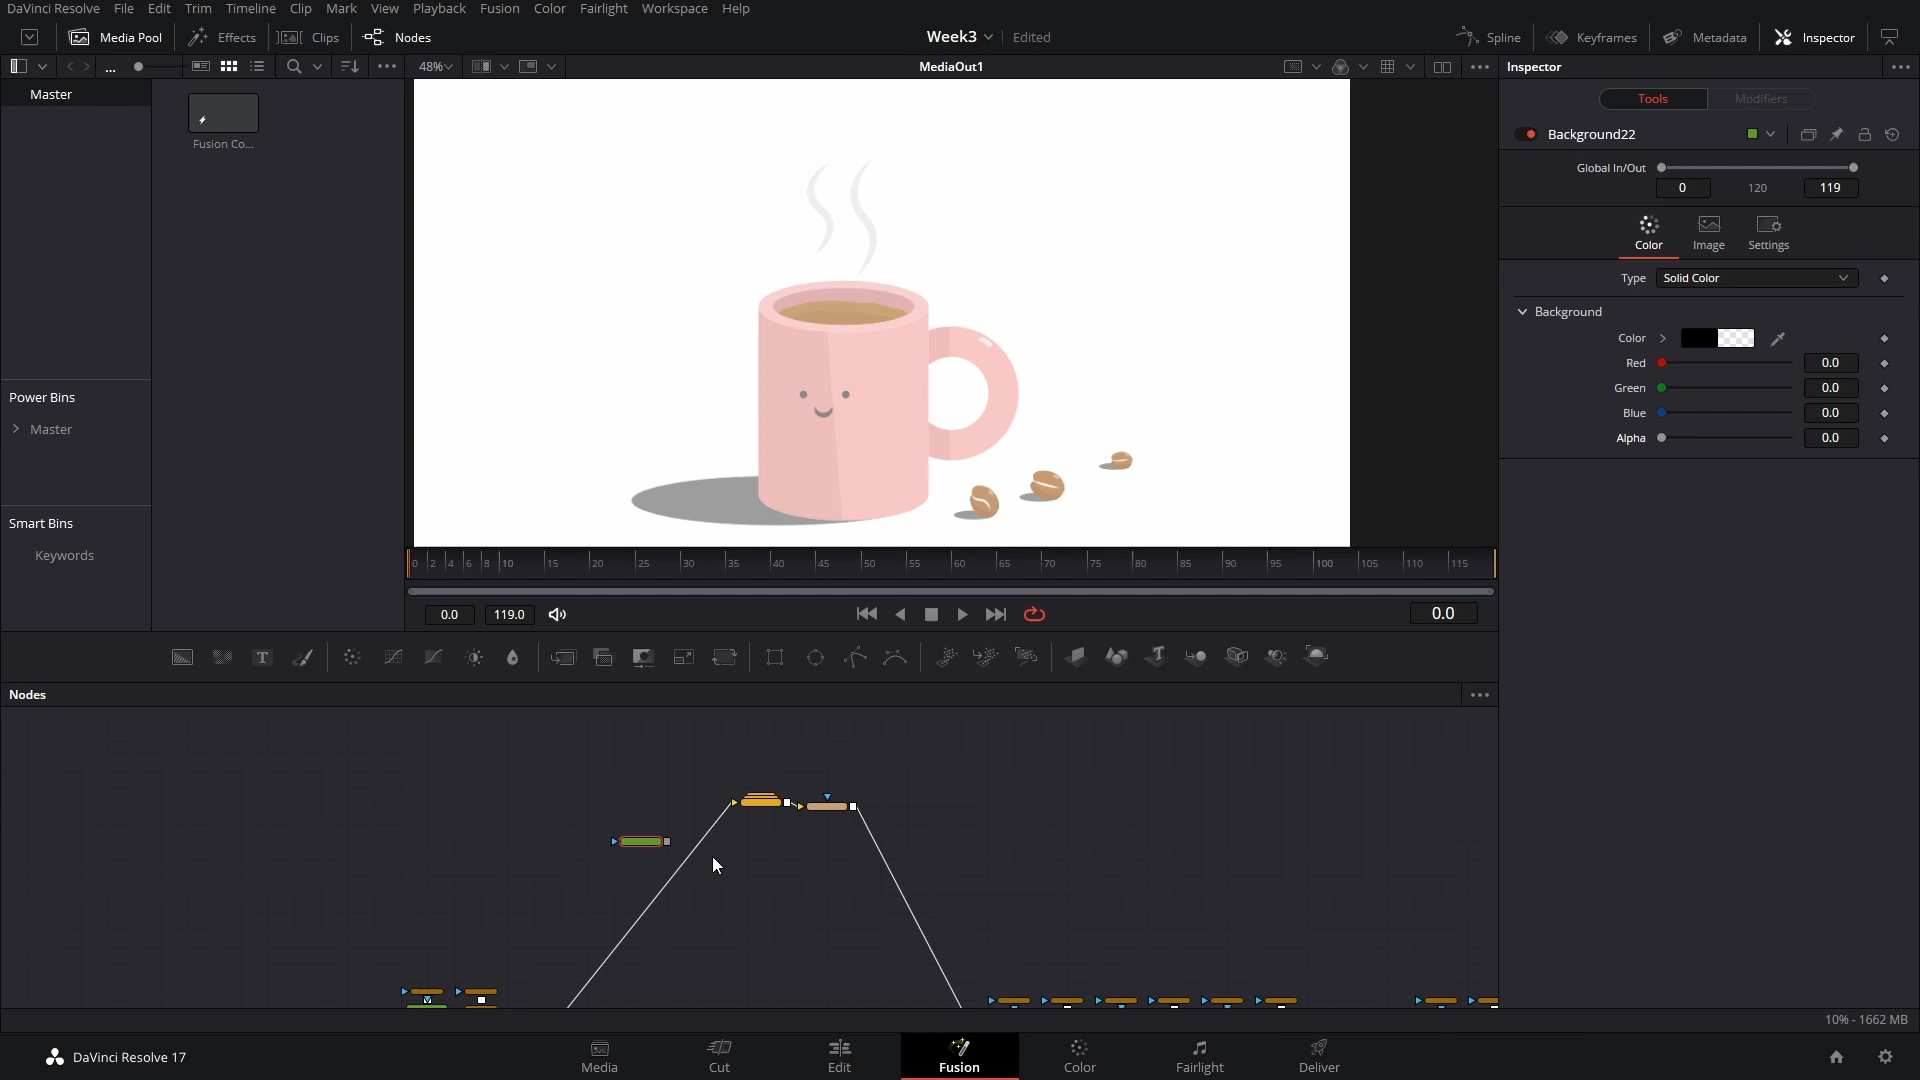 DaVinci Resolve File Edit Trim Timeline Clip Mark View Playback Fusion Color Fairlight Workspace Help
Media Pool Effects Clips Nodes Week3 Edited Spline Keyframes Metadata Inspector
... 48% MediaOut1 Inspector
Master
Fusion Co...
Power Bins
Master
Smart Bins
Keywords
Tools Modifiers
Background22
Global In/Out
0 120 119
Color Image Settings
Type Solid Color
Background
Color
Red 0.0
Green 0.0
Blue 0.0
Alpha 0.0
0 2 4 6 8 10 15 20 25 30 35 40 45 50 55 60 65 70 75 80 85 90 95 100 105 110 115
0.0 119.0 0.0
T T
Nodes
10% - 1662 MB
DaVinci Resolve 17
Media Cut Edit Fusion Color Fairlight Deliver